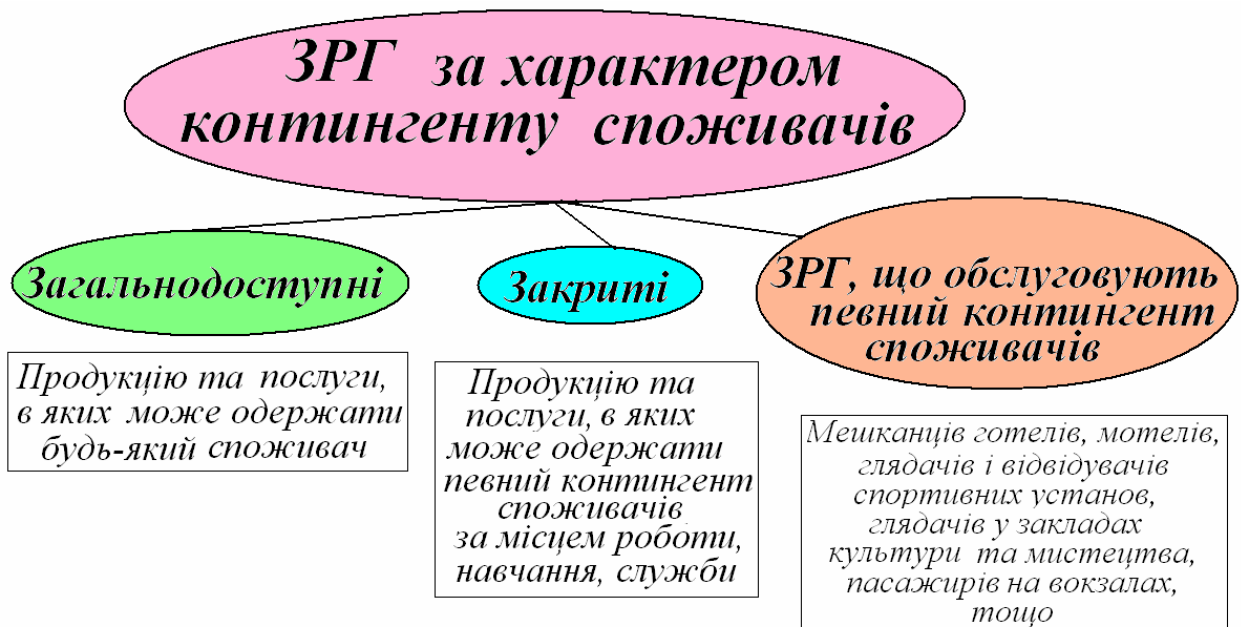 ЗРГ за характером
контингенту споживачів
Загальнодоступні
Закриті
ЗРГ, що обслуговують
певний контингент
споживачів
Продукцію та послуги,
в яких може одержати
будь-який споживач
Продукцію та
послуги, в яких
може одержати
певний контингент
споживачів
за місцем роботи,
навчання, служби
Мешканців готелів, мотелів,
глядачів і відвідувачів
спортивних установ,
глядачів у закладах
культури та мистецтва,
пасажирів на вокзалах,
тощо